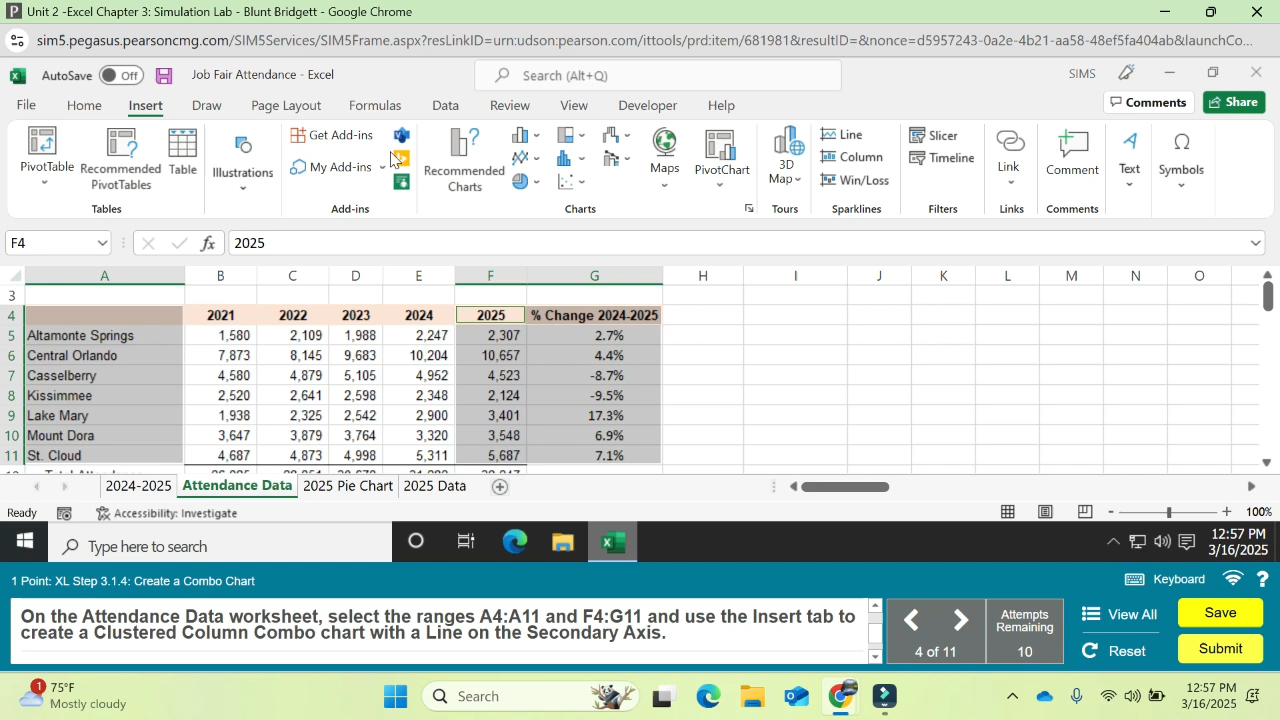 Unit 2 -Excel Chapter 3: Simulation Lab - Blunt Bridgett - Google Chrome
sim5.pegasus.pearsoncmg.com/SIM5Services/SIM5Frame.aspx?resLinkID=urn:udson:pearson.com/ittools/prditem/681981&resultID=&nonce=d5957243-0a2e-4b21-aa58-48ef5fa404ab&launchCo...
AutoSave Off Job Fair Attendance - Excel Search (Alt+Q) SIMS
File Home Insert Draw Page Layout Formulas Data Review View Developer Help Comments Share
PivotTable Recommended PivotTables Table Illustrations Get Add-ins My Add-ins Recommended Charts Maps PivotChart 3D Map Line Column Win/Loss Slicer Timeline Link Comment Text Symbols
Tables Add-ins Charts Tours Sparklines Filters Links Comments
F4 fx 2025
A B C D E F G H I J K L M N O
3
4 2021 2022 2023 2024 2025 % Change 2024-2025
5 Altamonte Springs 1,580 2,109 1,988 2,247 2,307 2.7%
6 Central Orlando 7,873 8,145 9,683 10,204 10,657 4.4%
7 Casselberry 4,580 4,879 5,105 4,952 4,523 -8.7%
8 Kissimmee 2,520 2,641 2,598 2,348 2,124 -9.5%
9 Lake Mary 1,938 2,325 2,542 2,900 3,401 17.3%
10 Mount Dora 3,647 3,879 3,764 3,320 3,548 6.9%
11 St. Cloud 4,687 4,873 4,998 5,311 5,687 7.1%
2024-2025 Attendance Data 2025 Pie Chart 2025 Data
Ready Accessibility: Investigate - + 100%
Type here to search 12:57 PM
3/16/2025
1 Point: XL Step 3.1.4: Create a Combo Chart Keyboard ?
On the Attendance Data worksheet, select the ranges A4:A11 and F4:G11 and use the Insert tab to
create a Clustered Column Combo chart with a Line on the Secondary Axis.
4 of 11
Attempts
Remaining
10
View All
Reset
Save
Submit
1 75°F
Mostly cloudy
Search
12:57 PM
3/16/2025